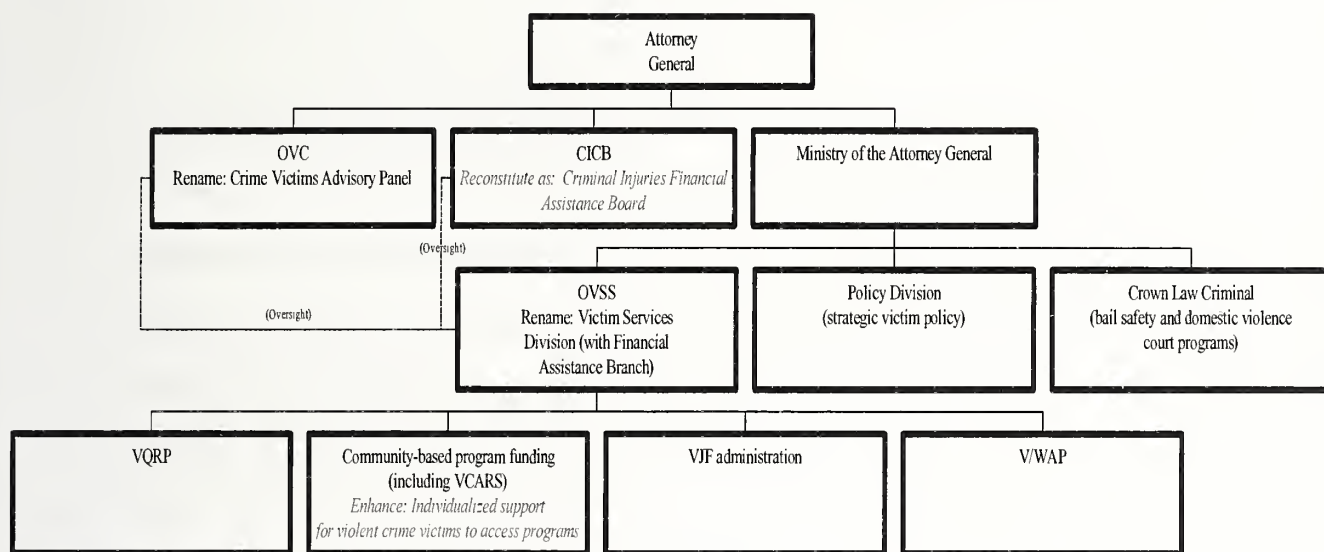 Attorney
General
OVC
Rename: Crime Victims Advisory Panel
CICB
Reconstitute as: Criminal Injuries Financial
Assistance Board
Ministry of the Attorney General
(Oversight)
(Oversight)
OVSS
Rename: Victim Services
Division (with Financial
Assistance Branch)
Policy Division
(strategic victim policy)
Crown Law Criminal
(bail safety and domestic violence
court programs)
VQRP
Community-based program funding
(including VCARS)
Enhance: Individualized support
for violent crime victims to access programs
VJF administration
V/WAP